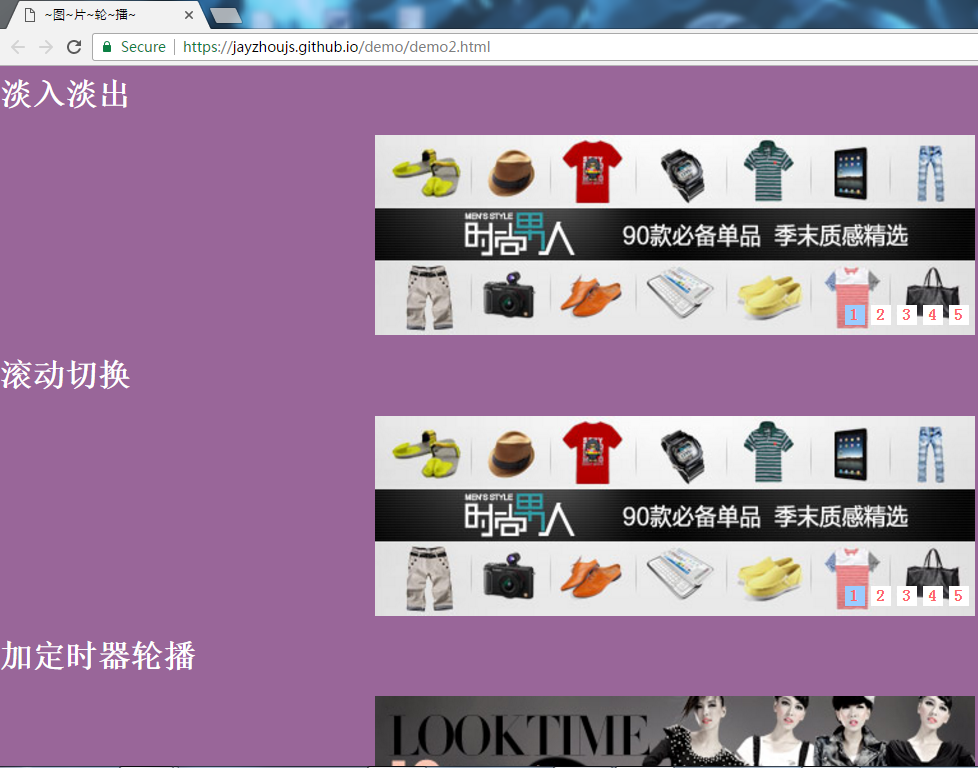 ~图~片~轮~播~
Secure https://jayzhoujs.github.io/demo/demo2.html
淡入淡出
MEN'S STYLE
时尚男人 90款必备单品 季末质感精选
1 2 3 4 5
滚动切换
MEN'S STYLE
时尚男人 90款必备单品 季末质感精选
1 2 3 4 5
加定时器轮播
LOOKTIME